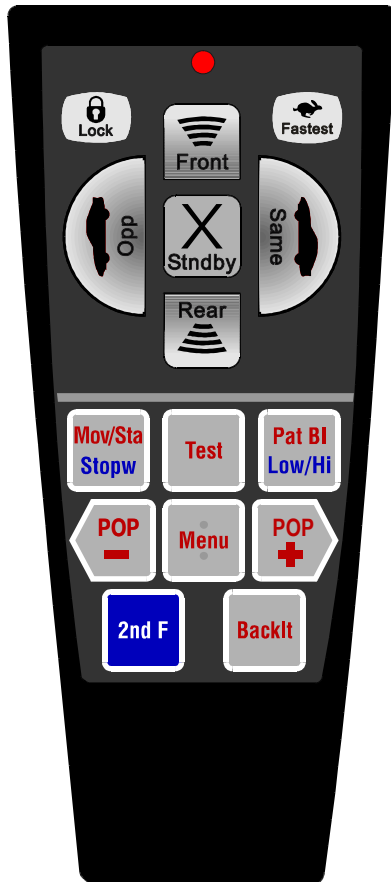 Lock
Fastest
Front
Opp
Same
X
Stndby
Rear
Mov/Sta
Stopw
Test
Pat Bl
Low/Hi
POP
Menu
POP
2nd F
Backlt